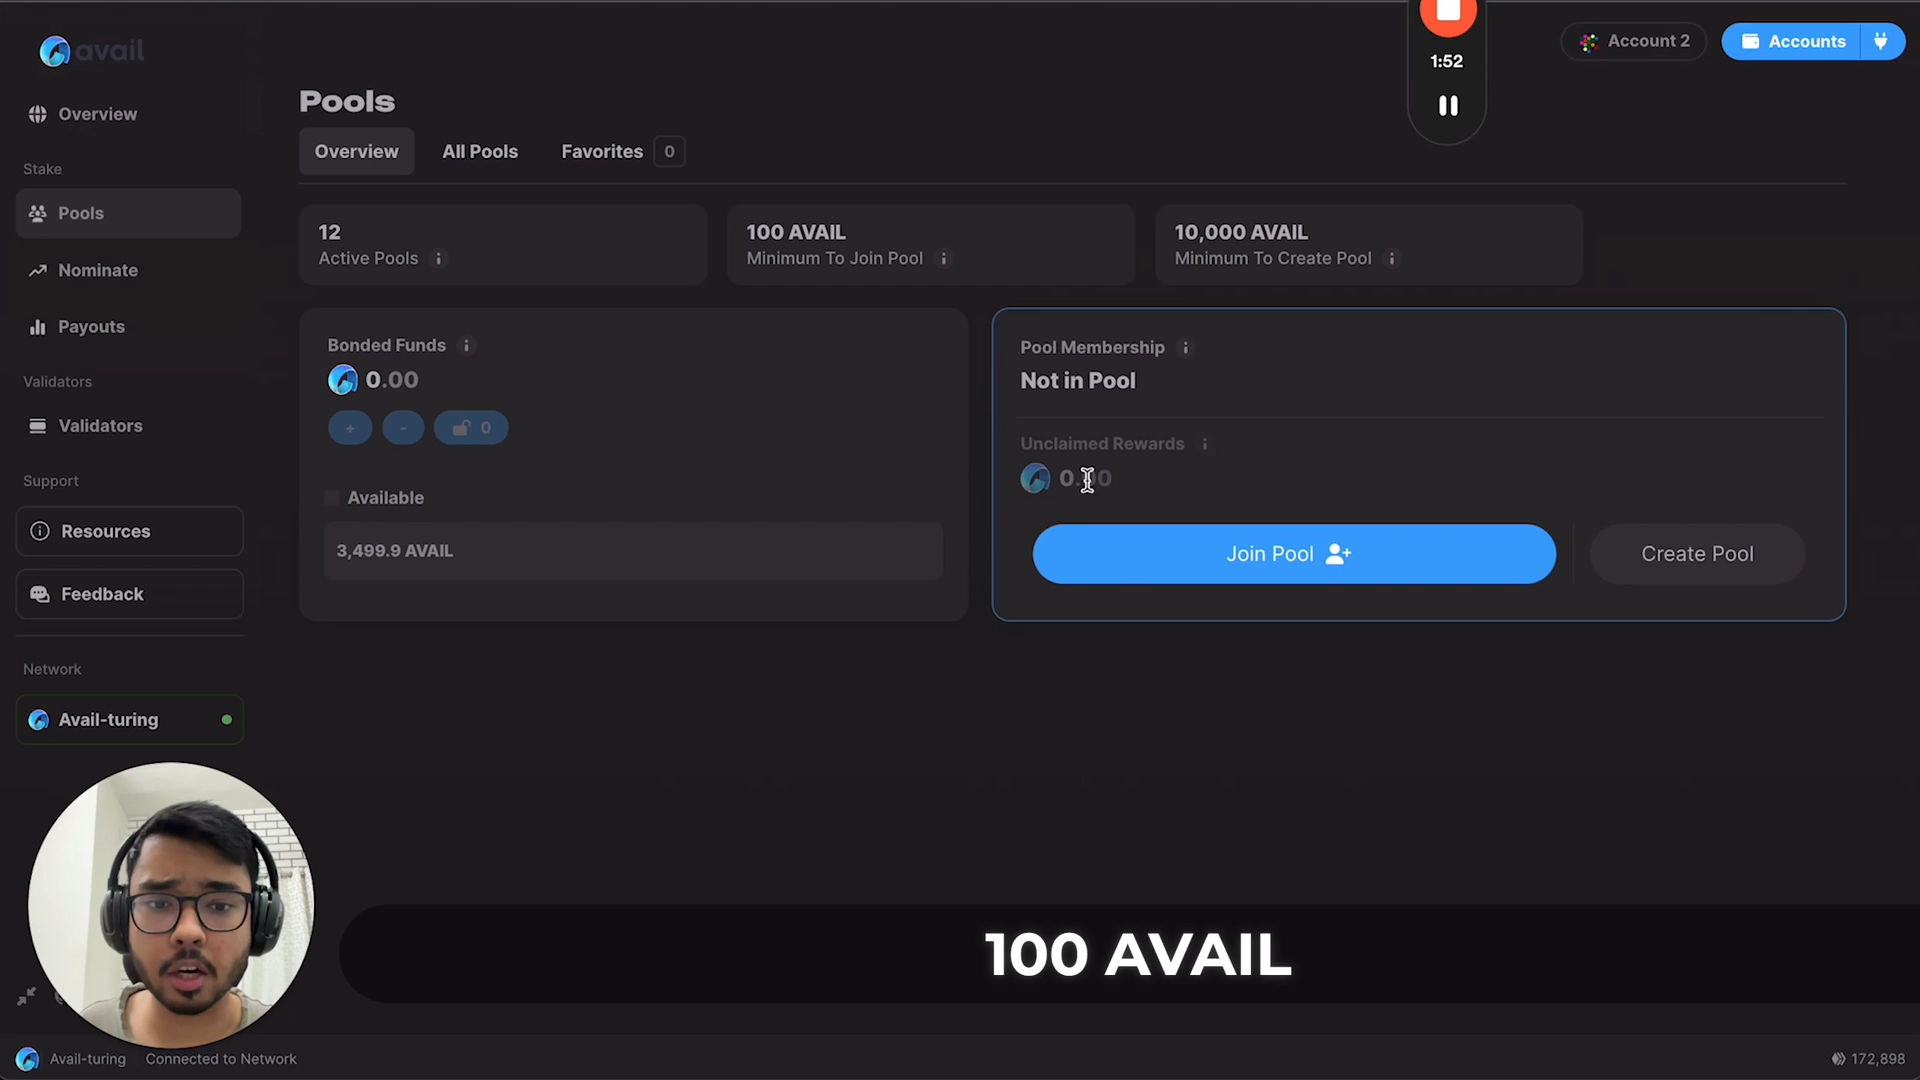 avail
Account 2
Accounts
1:52
Overview
Stake
Pools
Nominate
Payouts
Validators
Validators
Support
Resources
Feedback
Network
Avail-turing
Pools
Overview
All Pools
Favorites 0
12
Active Pools
100 AVAIL
Minimum To Join Pool
10,000 AVAIL
Minimum To Create Pool
Bonded Funds
0.00
+
-
0
Available
3,499.9 AVAIL
Pool Membership
Not in Pool
Unclaimed Rewards
0.00
Join Pool
Create Pool
100 AVAIL
Avail-turing
Connected to Network
172,898